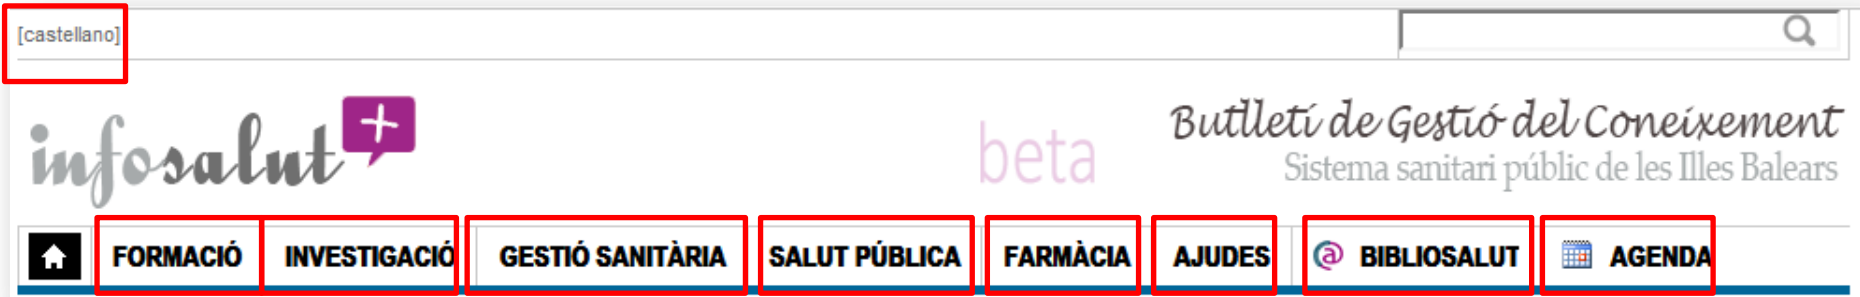 [castellano]
infosalut+
beta
Butlletí de Gestió del Coneixement
Sistema sanitari públic de les Illes Balears
FORMACIÓ INVESTIGACIÓ GESTIÓ SANITÀRIA SALUT PÚBLICA FARMÀCIA AJUDES @ BIBLIOSALUT AGENDA